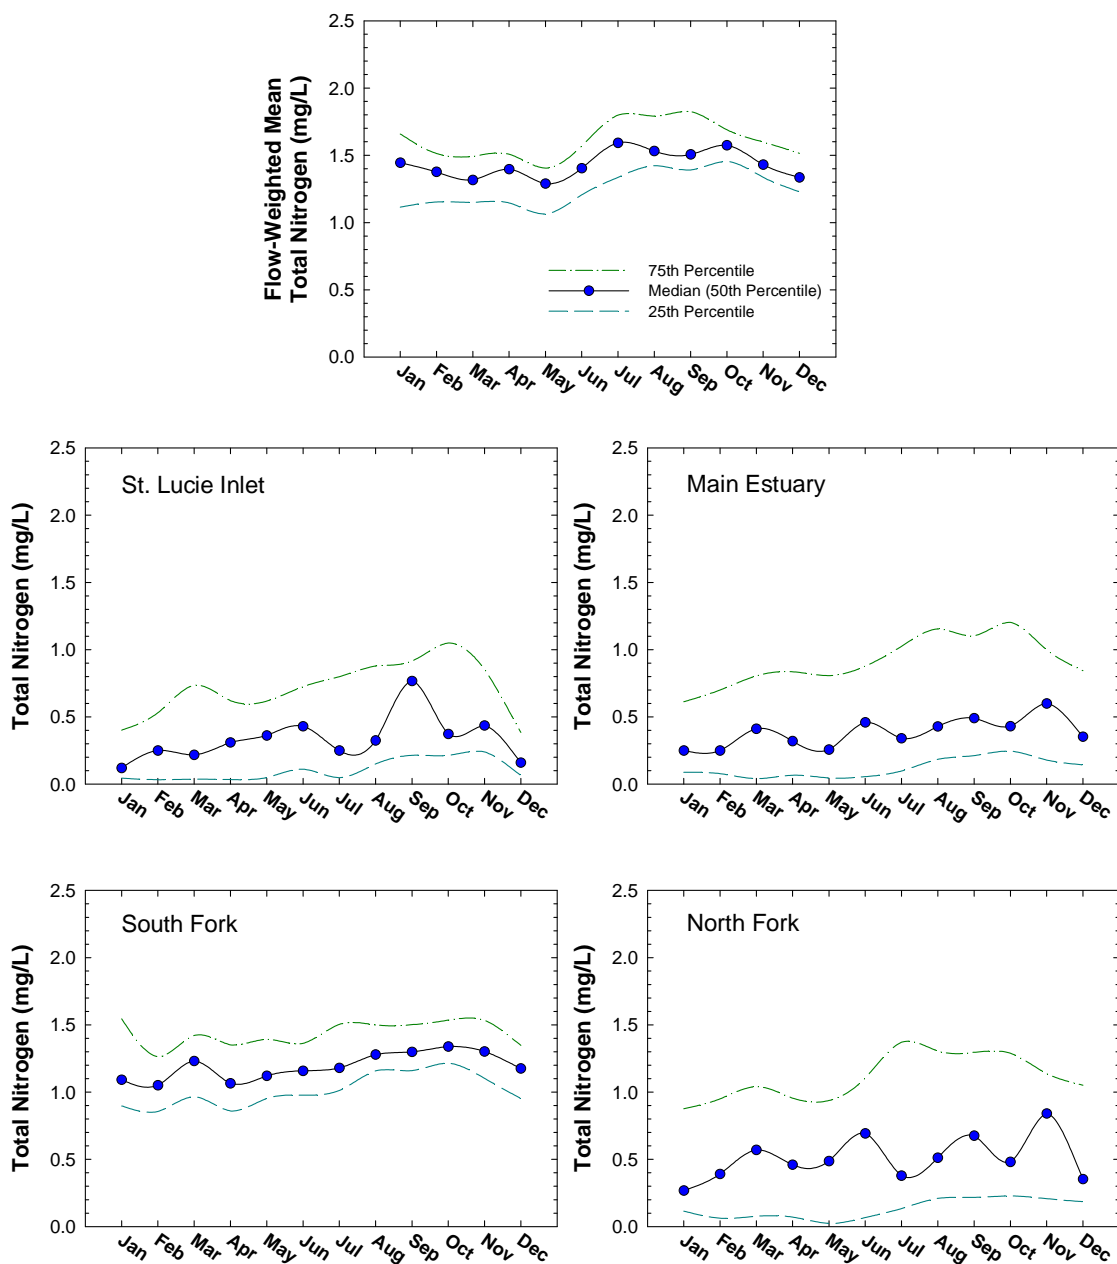 Flow-Weighted Mean
Total Nitrogen (mg/L)
2.5
2.0
1.5
1.0
0.5
0.0
75th Percentile
Median (50th Percentile)
25th Percentile
Jan Feb Mar Apr May Jun Jul Aug Sep Oct Nov Dec
St. Lucie Inlet
Total Nitrogen (mg/L)
2.5
2.0
1.5
1.0
0.5
0.0
Jan Feb Mar Apr May Jun Jul Aug Sep Oct Nov Dec
Main Estuary
Total Nitrogen (mg/L)
2.5
2.0
1.5
1.0
0.5
0.0
Jan Feb Mar Apr May Jun Jul Aug Sep Oct Nov Dec
South Fork
Total Nitrogen (mg/L)
2.5
2.0
1.5
1.0
0.5
0.0
Jan Feb Mar Apr May Jun Jul Aug Sep Oct Nov Dec
North Fork
Total Nitrogen (mg/L)
2.5
2.0
1.5
1.0
0.5
0.0
Jan Feb Mar Apr May Jun Jul Aug Sep Oct Nov Dec